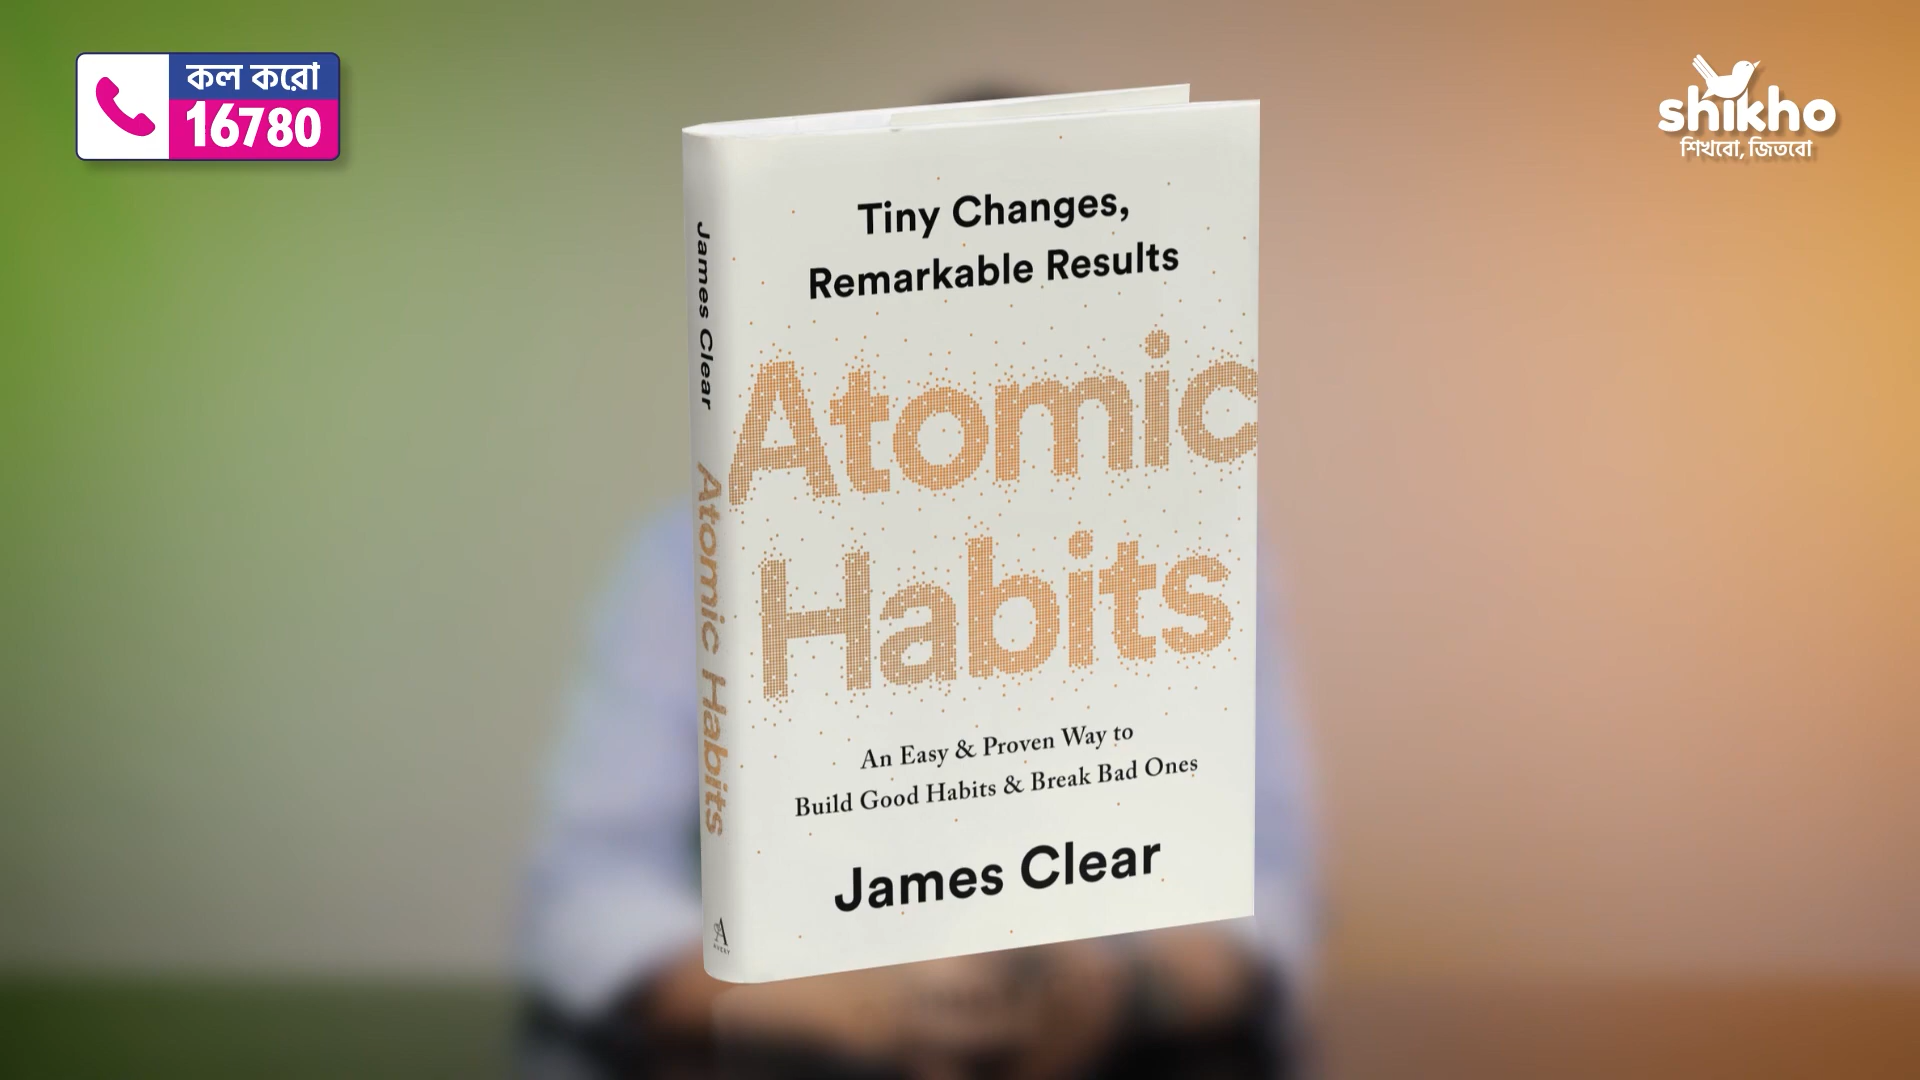 কল করো
16780
shikho
শিখবো, জিতবো
Tiny Changes,
Remarkable Results
Atomic
Habits
An Easy & Proven Way to
Build Good Habits & Break Bad Ones
James Clear
James Clear
Atomic Habits
A
AVERY